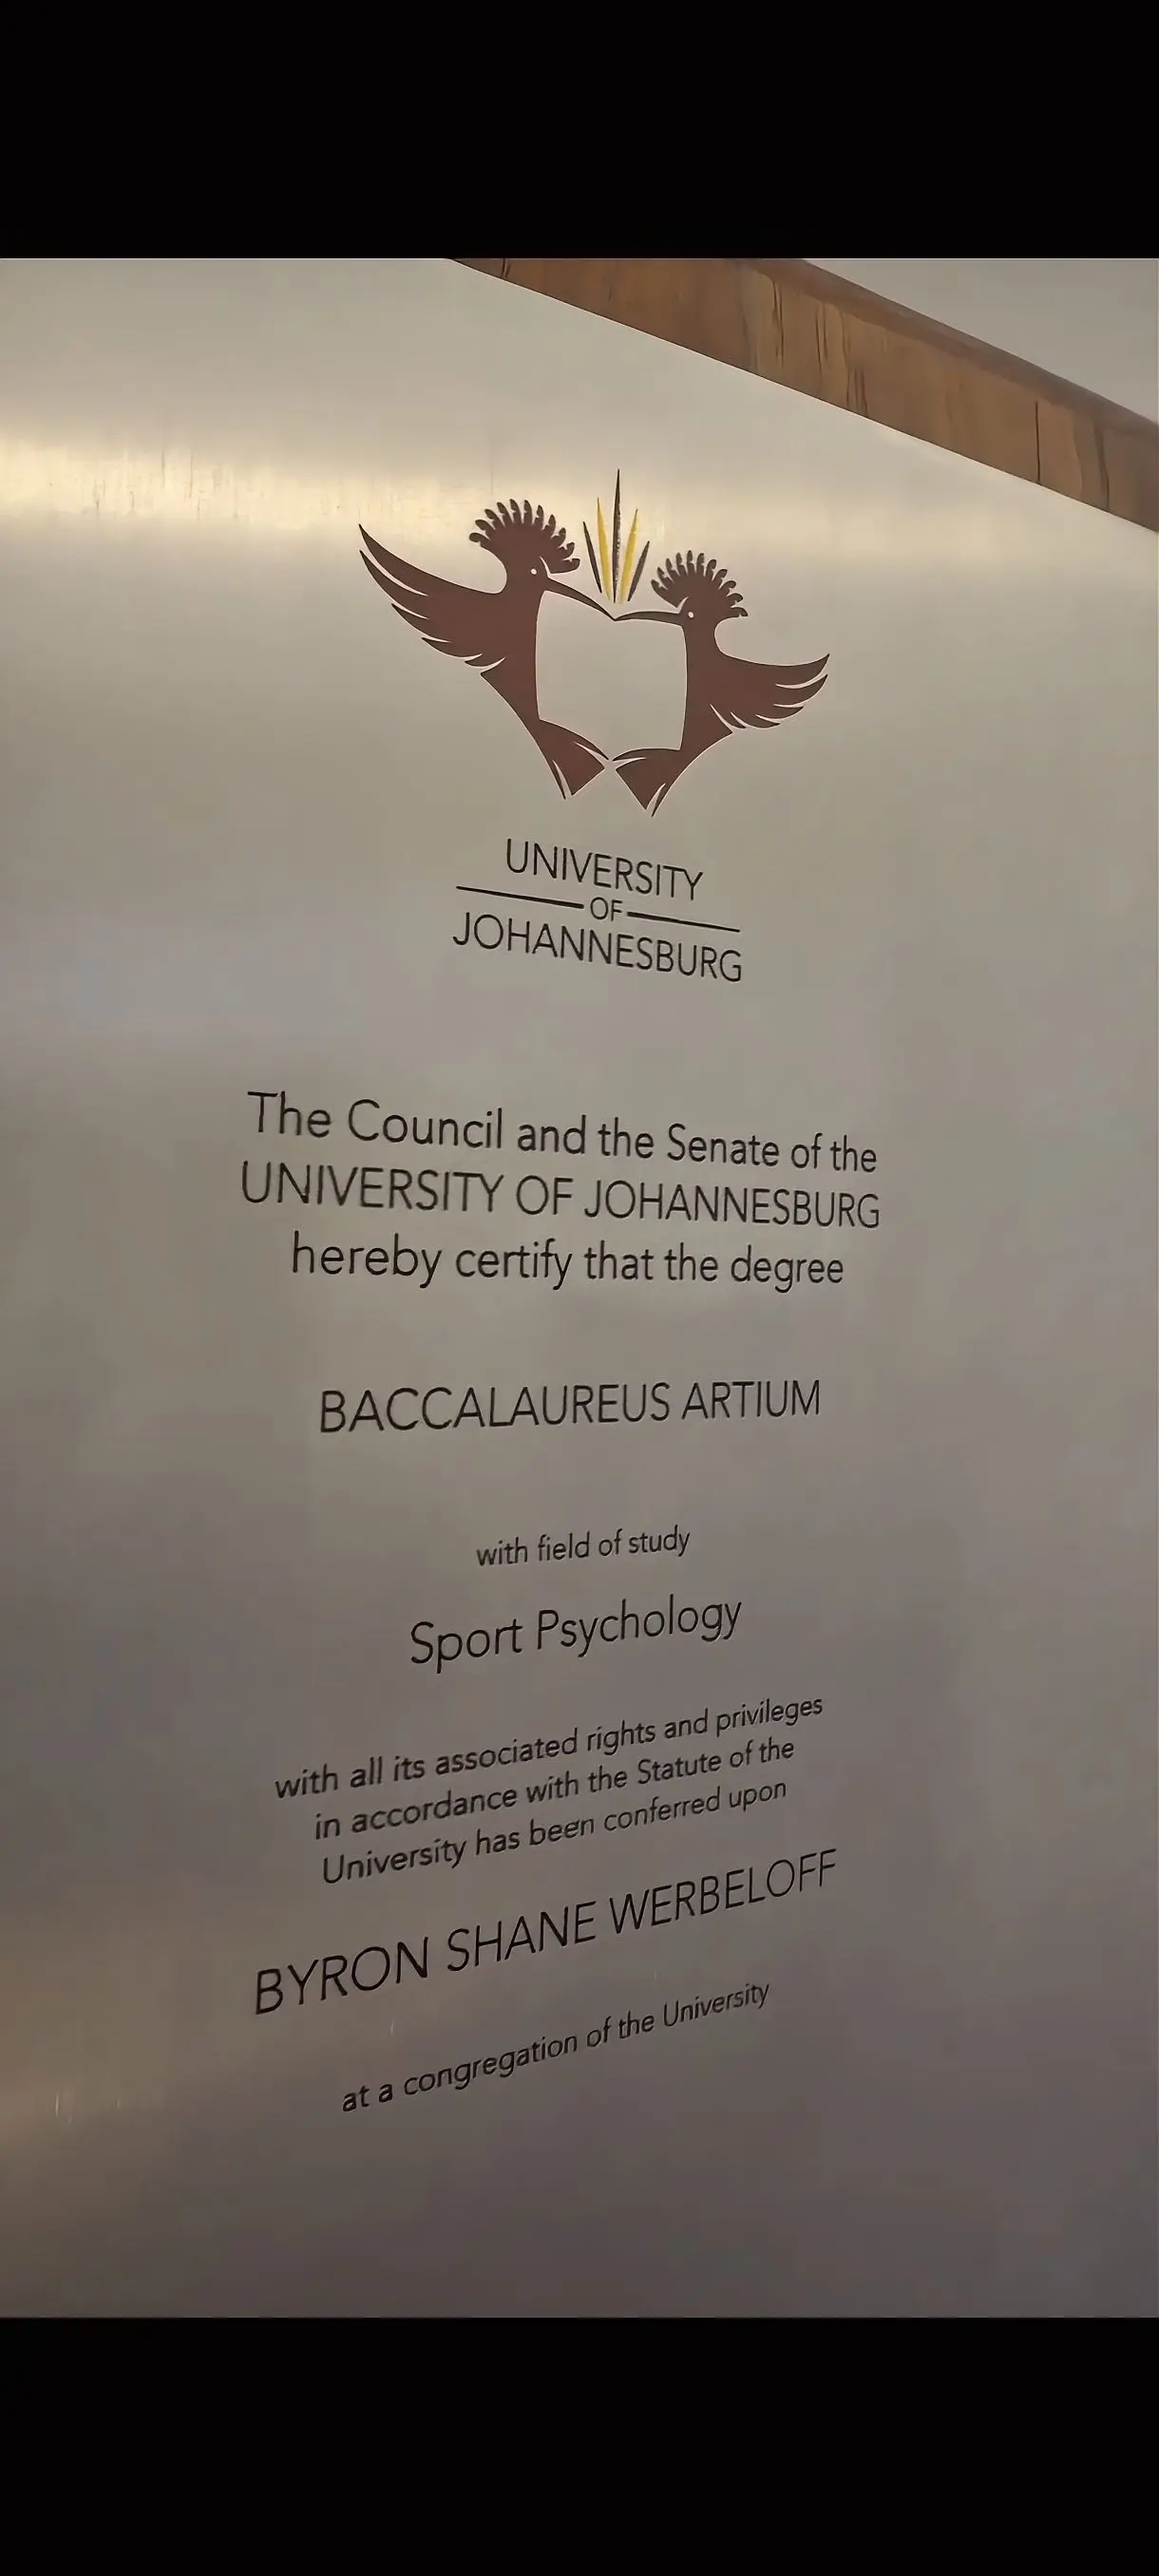 UNIVERSITY
OF
JOHANNESBURG
The Council and the Senate of the
UNIVERSITY OF JOHANNESBURG
hereby certify that the degree
BACCALAUREUS ARTIUM
with field of study
Sport Psychology
with all its associated rights and privileges
in accordance with the Statute of the
University has been conferred upon
BYRON SHANE WERBELOFF
at a congregation of the University